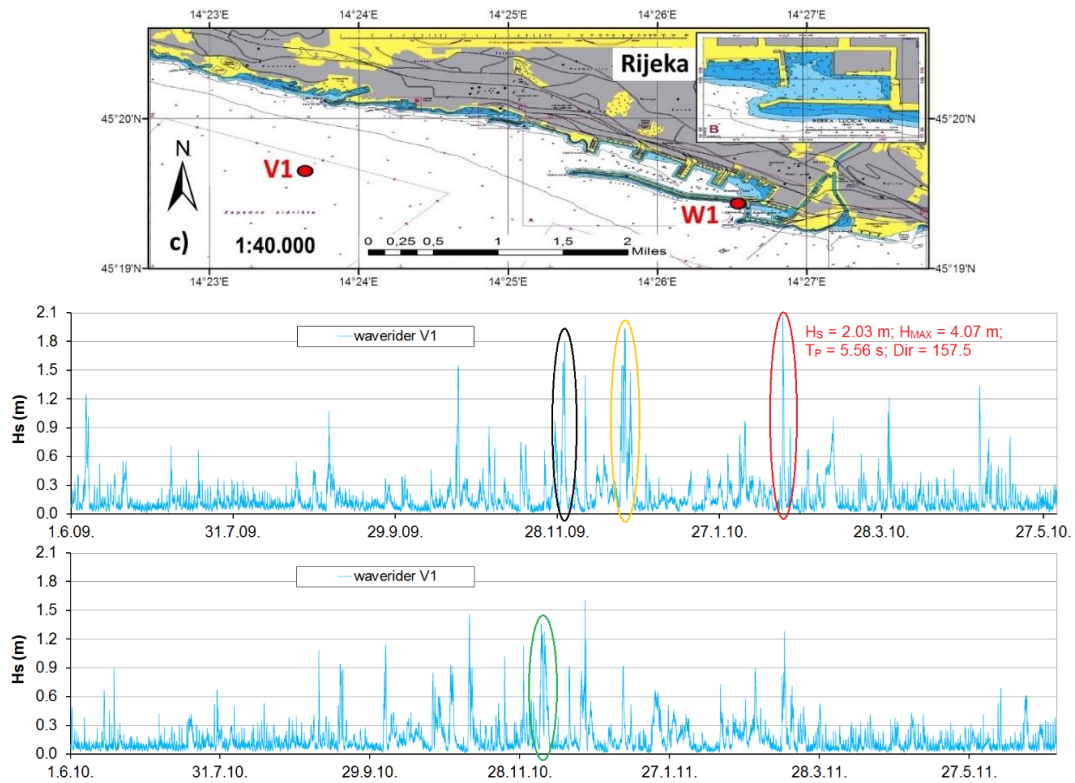 14°23' 14°24' 14°25' 14°26' 14°27'
Rijeka
45°20' 45°20'
B RIJEKA - LUČICA TORPEDO
N
V1
W1
Zapadno sidrište
A
c) 1:40.000
0 0,25 0,5 1 1,5 2
Miles
45°19'N 45°19'N
14°23' 14°24' 14°25' 14°26' 14°27'
2.1
waverider V1
Hs = 2.03 m; HMAX = 4.07 m;
1.8
TP = 5.56 s; Dir = 157.5
1.5
1.2
Hs (m)
0.9
0.6
0.3
0.0
1.6.09. 31.7.09. 29.9.09. 28.11.09. 27.1.10. 28.3.10. 27.5.10.
2.1
waverider V1
1.8
1.5
1.2
Hs (m)
0.9
0.6
0.3
0.0
1.6.10. 31.7.10. 29.9.10. 28.11.10. 27.1.11. 28.3.11. 27.5.11.